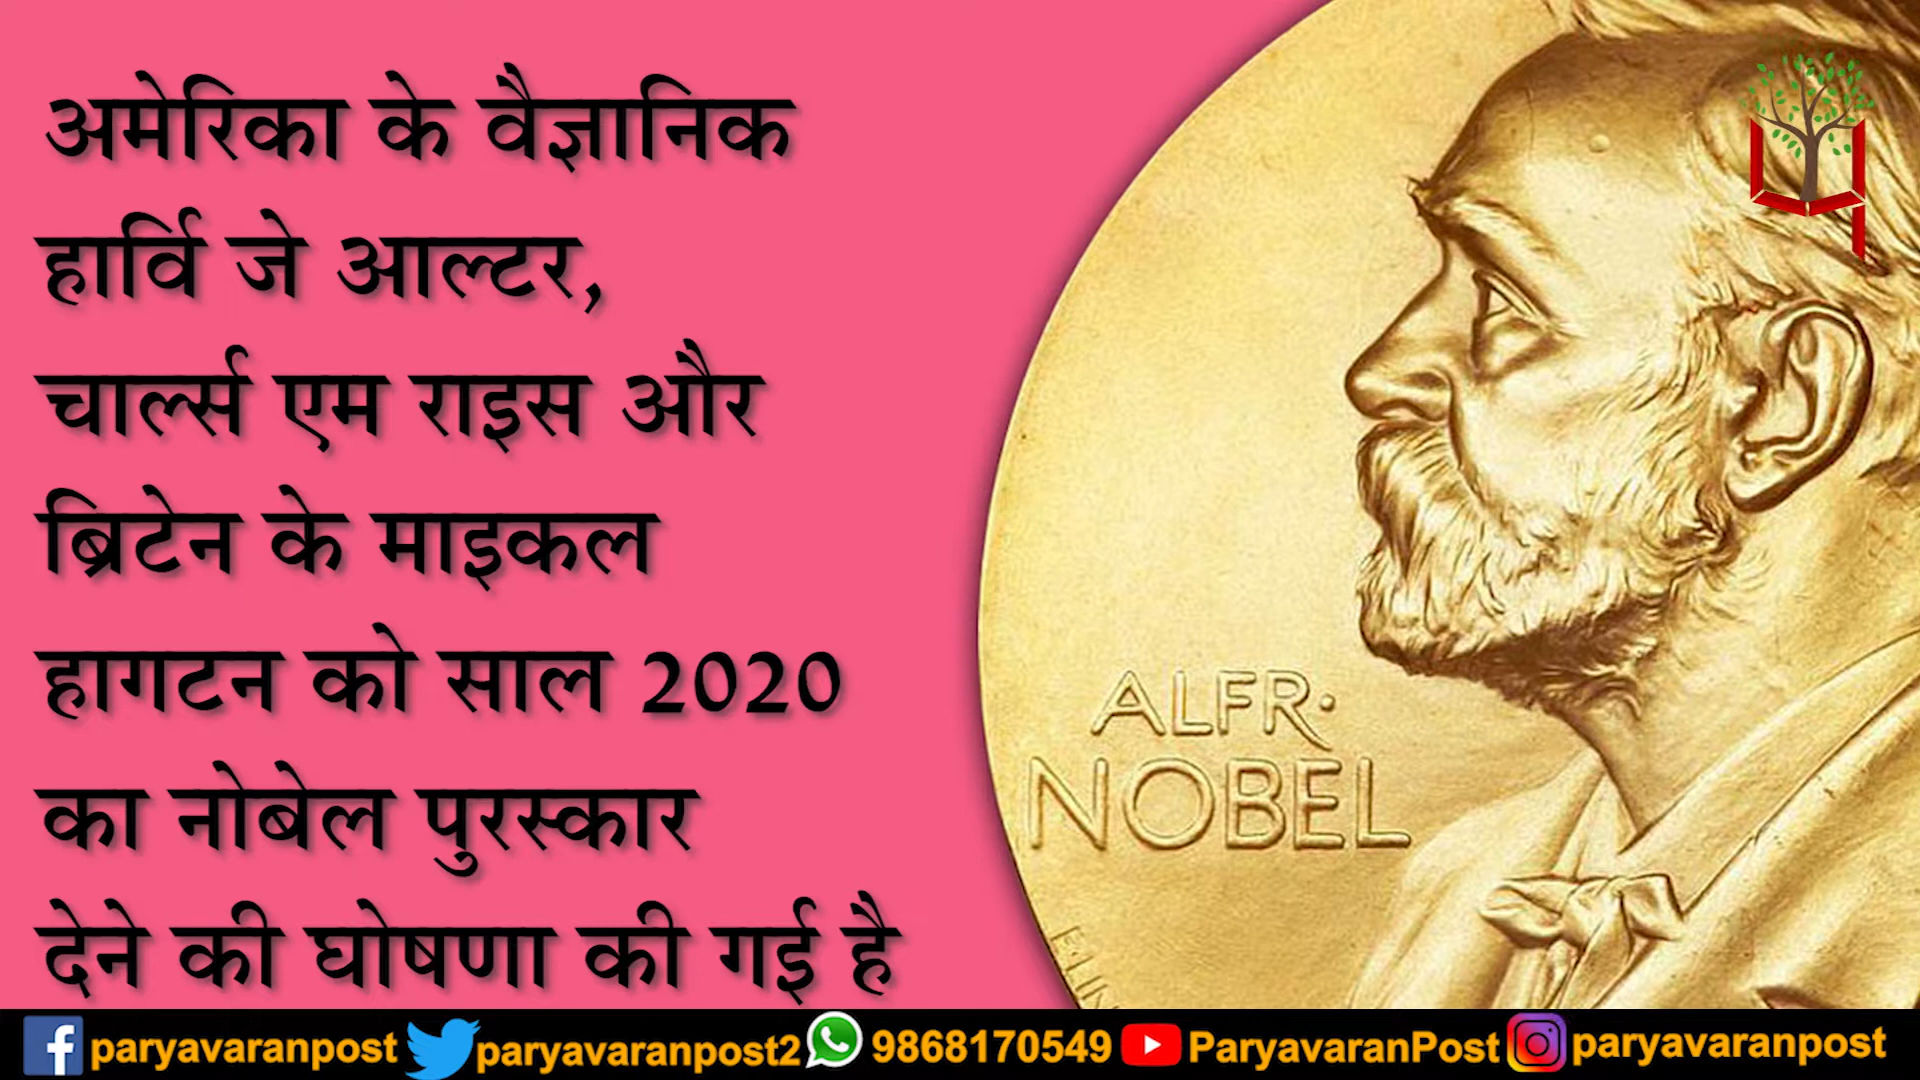 अमेरिका के वैज्ञानिक
हार्वि जे आल्टर,
चार्ल्स एम राइस और
ब्रिटेन के माइकल
हागटन को साल 2020
का नोबेल पुरस्कार
देने की घोषणा की गई है
ALFR·
NOBEL
paryavaranpost paryavaranpost2 9868170549 ParyavaranPost paryavaranpost